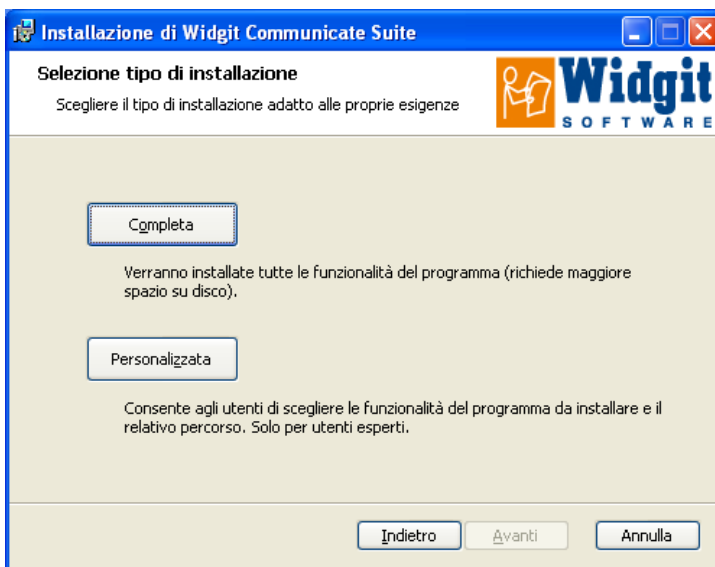 Installazione di Widgit Communicate Suite
Selezione tipo di installazione
Scegliere il tipo di installazione adatto alle proprie esigenze
Widgit
SOFTWARE
Completa
Verranno installate tutte le funzionalità del programma (richiede maggiore
spazio su disco).
Personalizzata
Consente agli utenti di scegliere le funzionalità del programma da installare e il
relativo percorso. Solo per utenti esperti.
Indietro Avanti Annulla